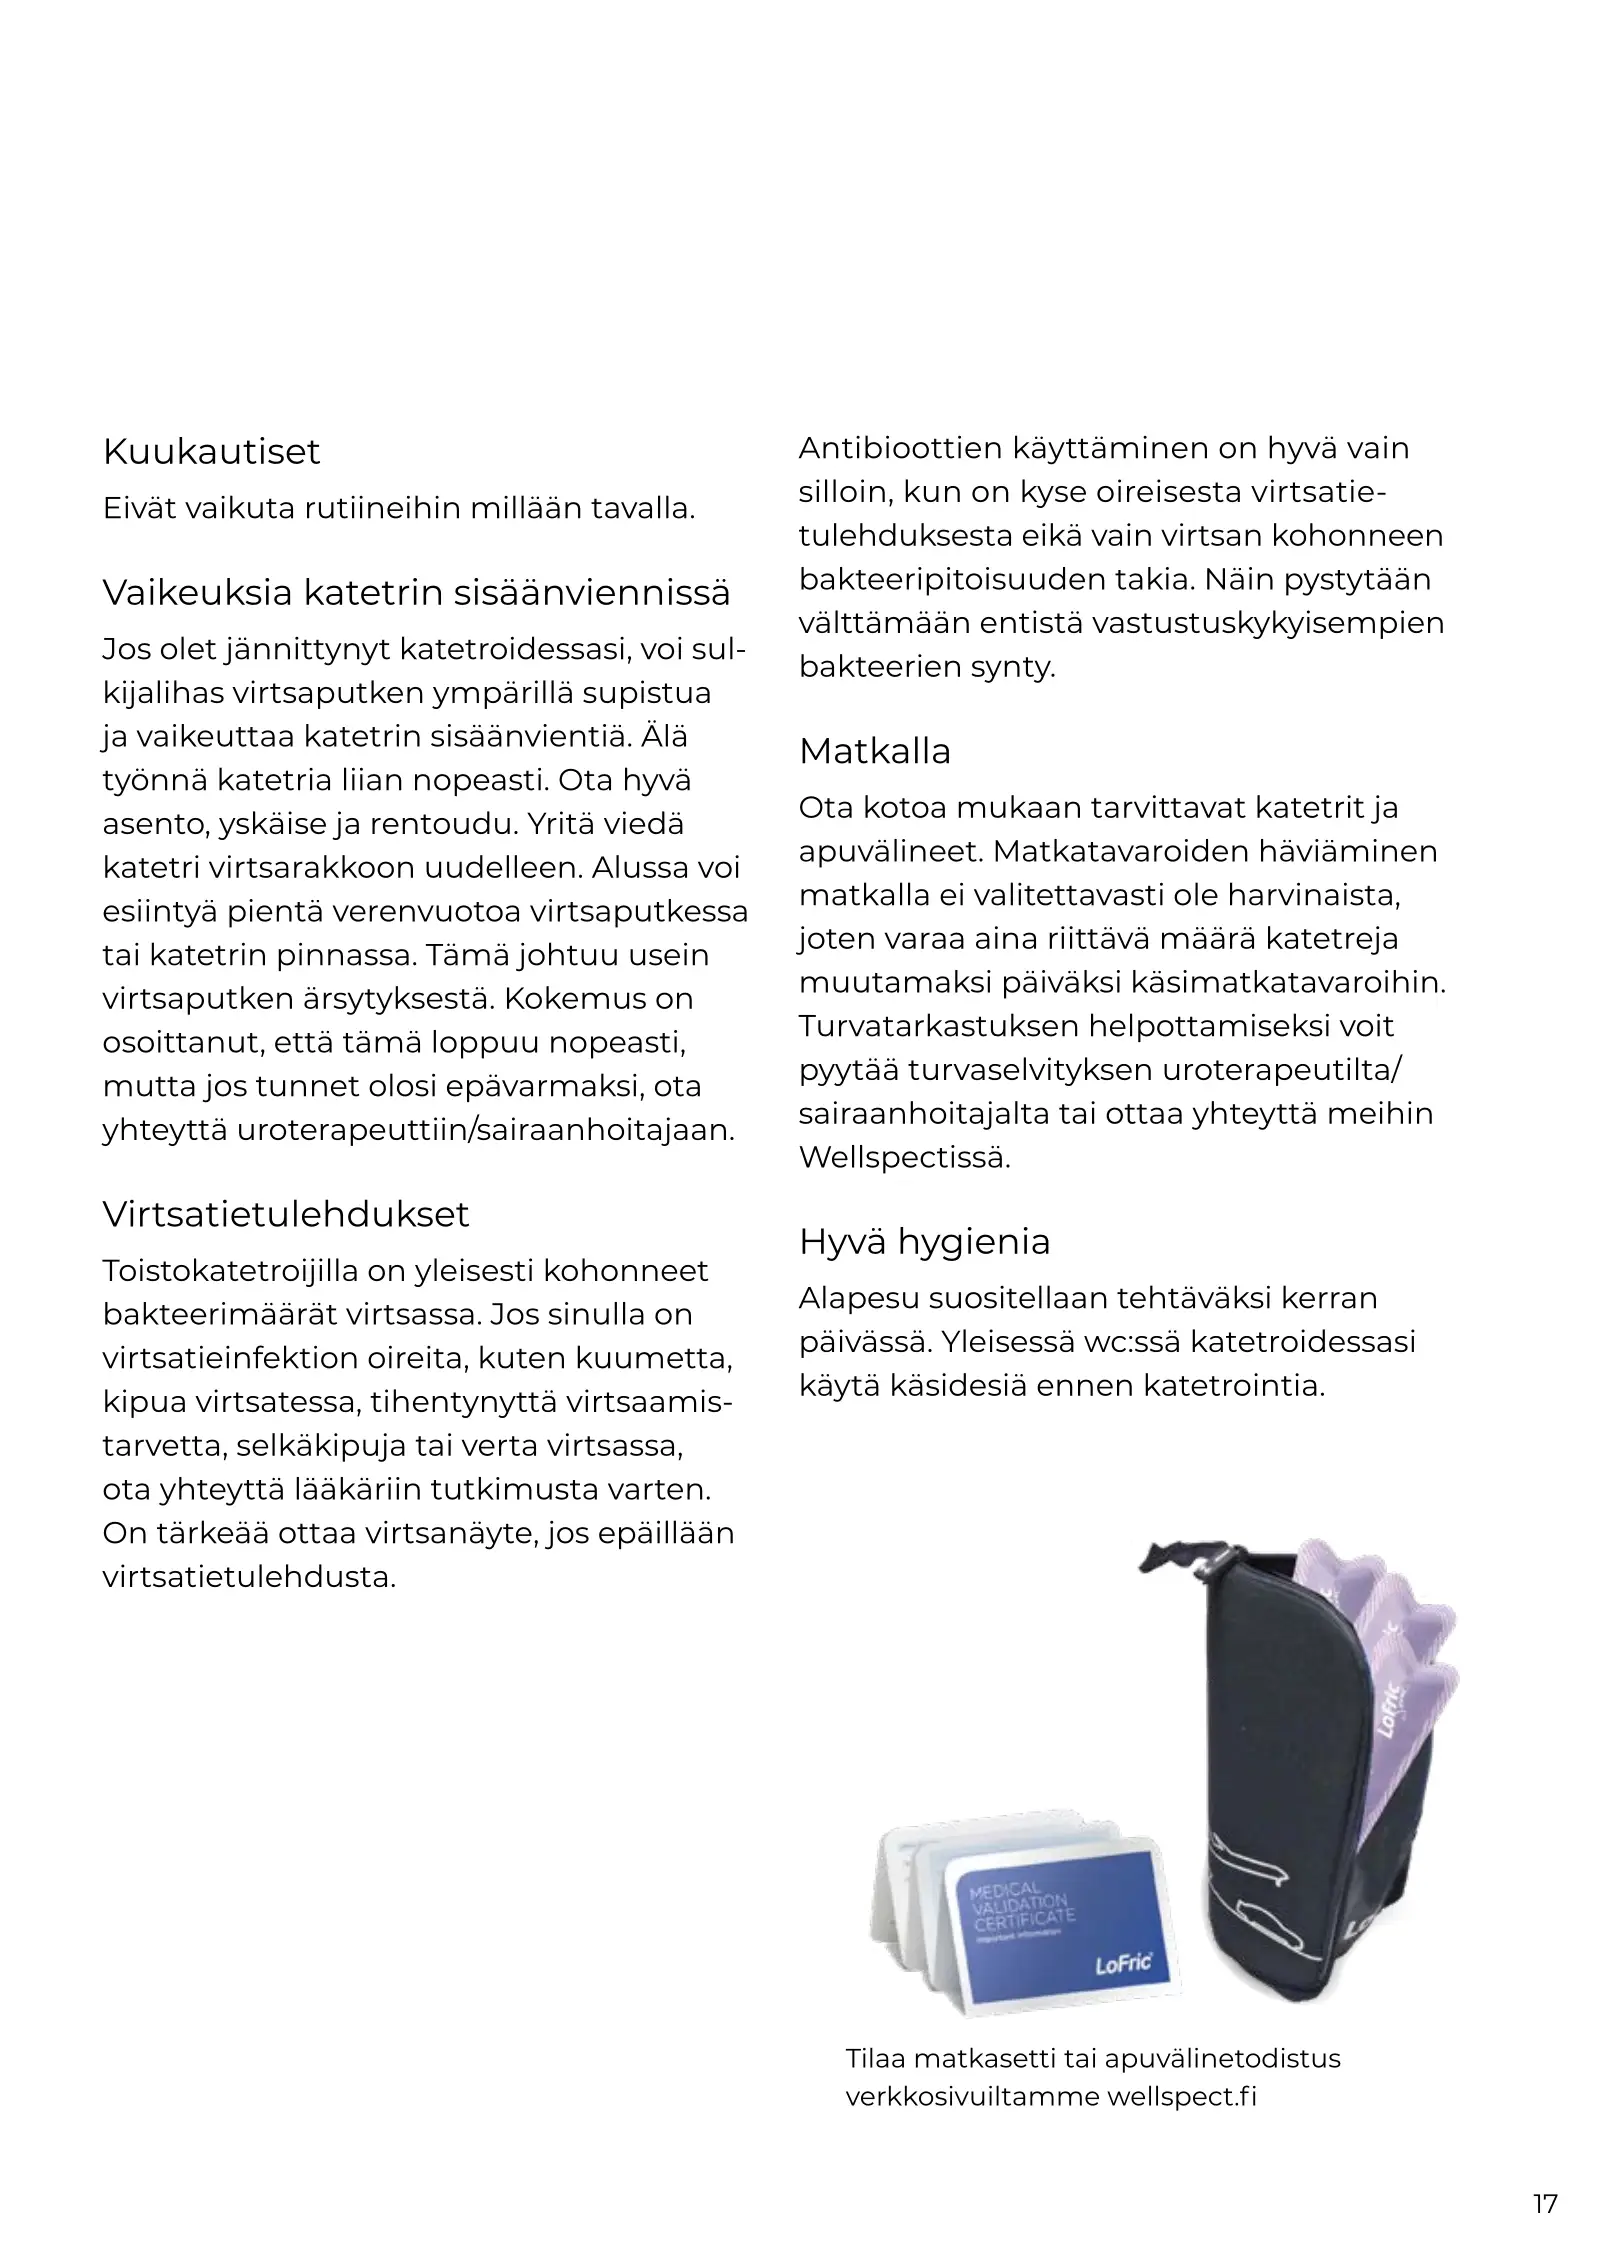 Kuukautiset
Eivät vaikuta rutiineihin millään tavalla.
Vaikeuksia katetrin sisäänviennissä
Jos olet jännittynyt katetroidessasi, voi sul-
kijalihas virtsaputken ympärillä supistua
ja vaikeuttaa katetrin sisäänvientiä. Älä
työnnä katetria liian nopeasti. Ota hyvä
asento, yskäise ja rentoudu. Yritä viedä
katetri virtsarakkoon uudelleen. Alussa voi
esiintyä pientä verenvuotoa virtsaputkessa
tai katetrin pinnassa. Tämä johtuu usein
virtsaputken ärsytyksestä. Kokemus on
osoittanut, että tämä loppuu nopeasti,
mutta jos tunnet olosi epävarmaksi, ota
yhteyttä uroterapeuttiin/sairaanhoitajaan.
Virtsatietulehdukset
Toistokatetroijilla on yleisesti kohonneet
bakteerimäärät virtsassa. Jos sinulla on
virtsatieinfektion oireita, kuten kuumetta,
kipua virtsatessa, tihentynyttä virtsaamis-
tarvetta, selkäkipuja tai verta virtsassa,
ota yhteyttä lääkäriin tutkimusta varten.
On tärkeää ottaa virtsanäyte, jos epäillään
virtsatietulehdusta.
Antibioottien käyttäminen on hyvä vain
silloin, kun on kyse oireisesta virtsatie-
tulehduksesta eikä vain virtsan kohonneen
bakteeripitoisuuden takia. Näin pystytään
välttämään entistä vastustuskykyisempien
bakteerien synty.
Matkalla
Ota kotoa mukaan tarvittavat katetrit ja
apuvälineet. Matkatavaroiden häviäminen
matkalla ei valitettavasti ole harvinaista,
joten varaa aina riittävä määrä katetreja
muutamaksi päiväksi käsimatkatavaroihin.
Turvatarkastuksen helpottamiseksi voit
pyytää turvaselvityksen uroterapeutilta/
sairaanhoitajalta tai ottaa yhteyttä meihin
Wellspectissä.
Hyvä hygienia
Alapesu suositellaan tehtäväksi kerran
päivässä. Yleisessä wc:ssä katetroidessasi
käytä käsidesiä ennen katetrointia.
LoFric
MEDICAL
VALIDATION
CERTIFICATE
Important information
LoFric
Tilaa matkasetti tai apuvälinetodistus
verkkosivuiltamme wellspect.fi
17